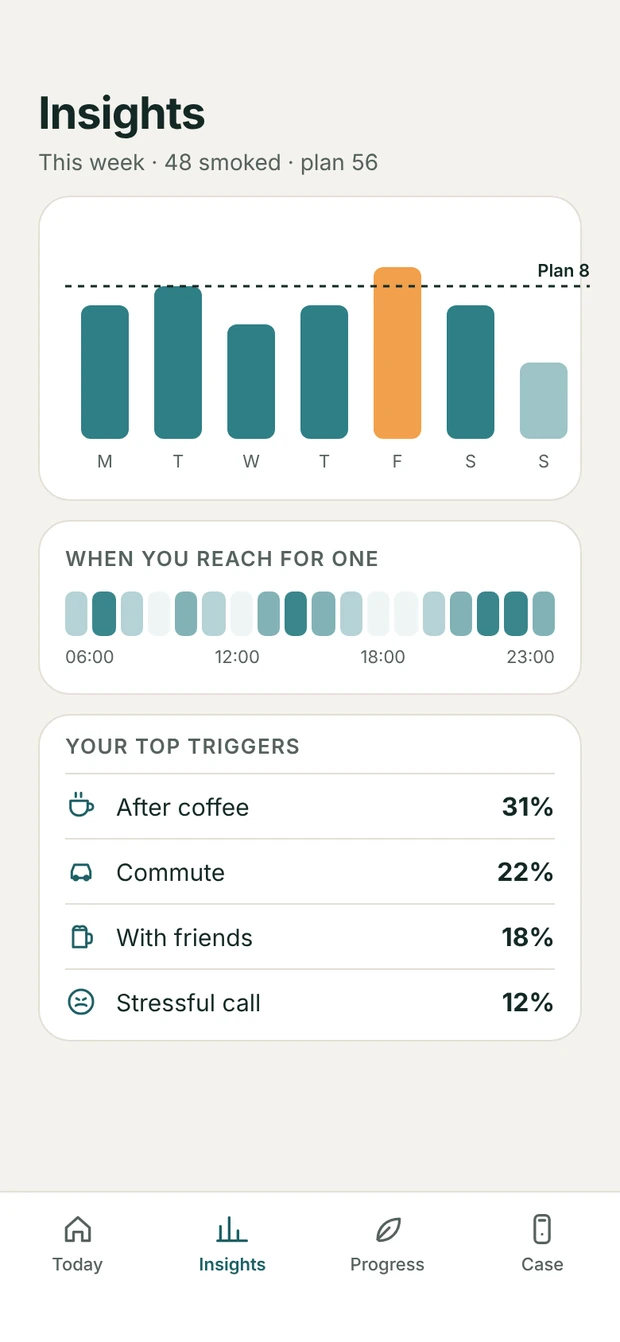 Insights
This week · 48 smoked · plan 56
Plan 8
M T W T F S S
WHEN YOU REACH FOR ONE
06:00 12:00 18:00 23:00
YOUR TOP TRIGGERS
After coffee 31%
Commute 22%
With friends 18%
Stressful call 12%
Today Insights Progress Case